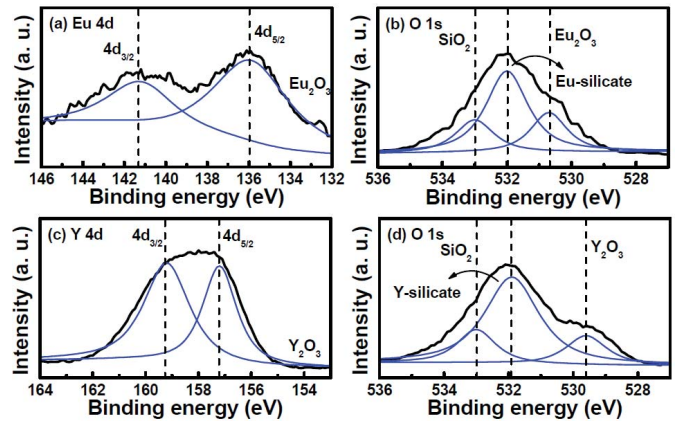 (a) Eu 4d
4d3/2
4d5/2
Eu2O3
Intensity (a. u.)
146 144 142 140 138 136 134 132
Binding energy (eV)
(b) O 1s
SiO2
Eu2O3
Eu-silicate
Intensity (a. u.)
536 534 532 530 528
Binding energy (eV)
(c) Y 4d
4d3/2
4d5/2
Y2O3
Intensity (a. u.)
164 162 160 158 156 154
Binding energy (eV)
(d) O 1s
SiO2
Y2O3
Y-silicate
Intensity (a. u.)
536 534 532 530 528
Binding energy (eV)